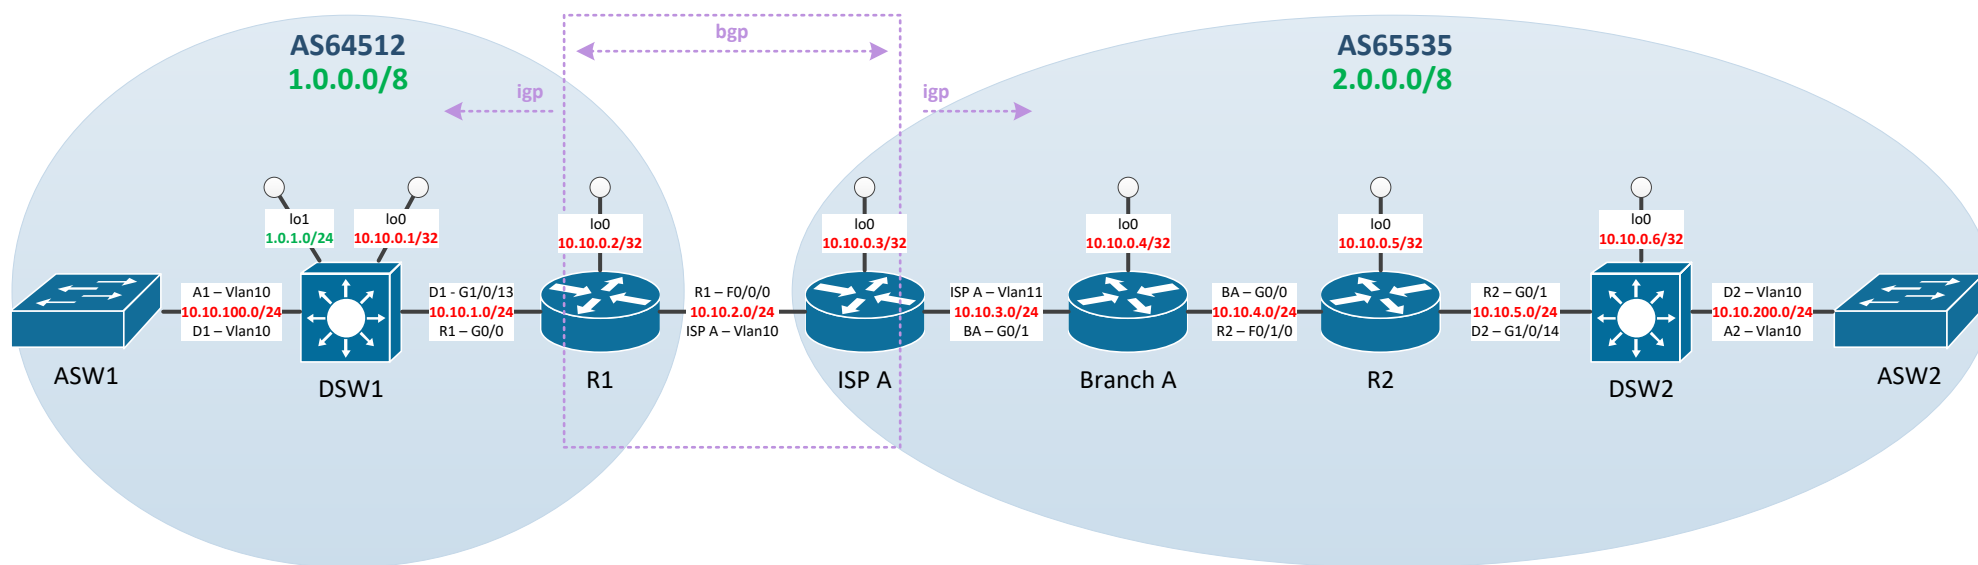 AS64512
1.0.0.0/8
bgp
AS65535
2.0.0.0/8
igp
igp
lo1
1.0.1.0/24
lo0
10.10.0.1/32
lo0
10.10.0.2/32
lo0
10.10.0.3/32
lo0
10.10.0.4/32
lo0
10.10.0.5/32
lo0
10.10.0.6/32
A1 – Vlan10
10.10.100.0/24
D1 – Vlan10
D1 - G1/0/13
10.10.1.0/24
R1 – G0/0
R1 – F0/0/0
10.10.2.0/24
ISP A – Vlan10
ISP A – Vlan11
10.10.3.0/24
BA – G0/1
BA – G0/0
10.10.4.0/24
R2 – F0/1/0
R2 – G0/1
10.10.5.0/24
D2 – G1/0/14
D2 – Vlan10
10.10.200.0/24
A2 – Vlan10
ASW1
DSW1
R1
ISP A
Branch A
R2
DSW2
ASW2